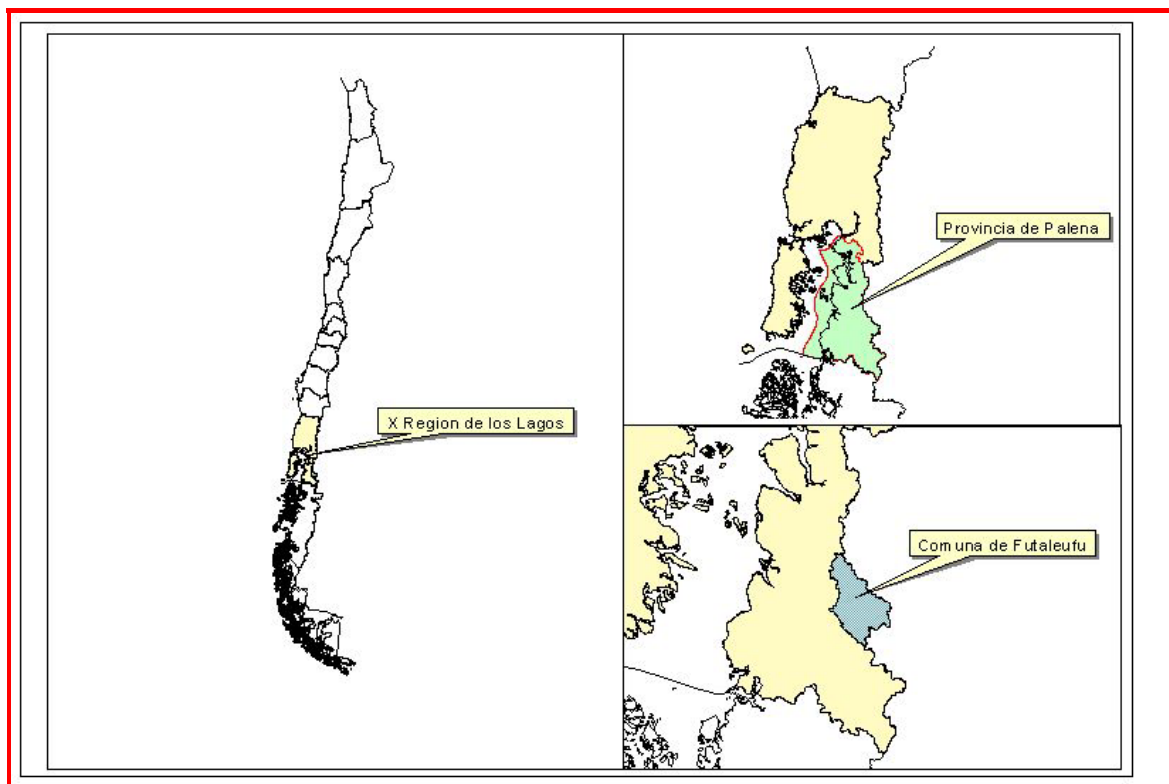 X Region de los Lagos
Provincia de Palena
Comuna de Futaleufu